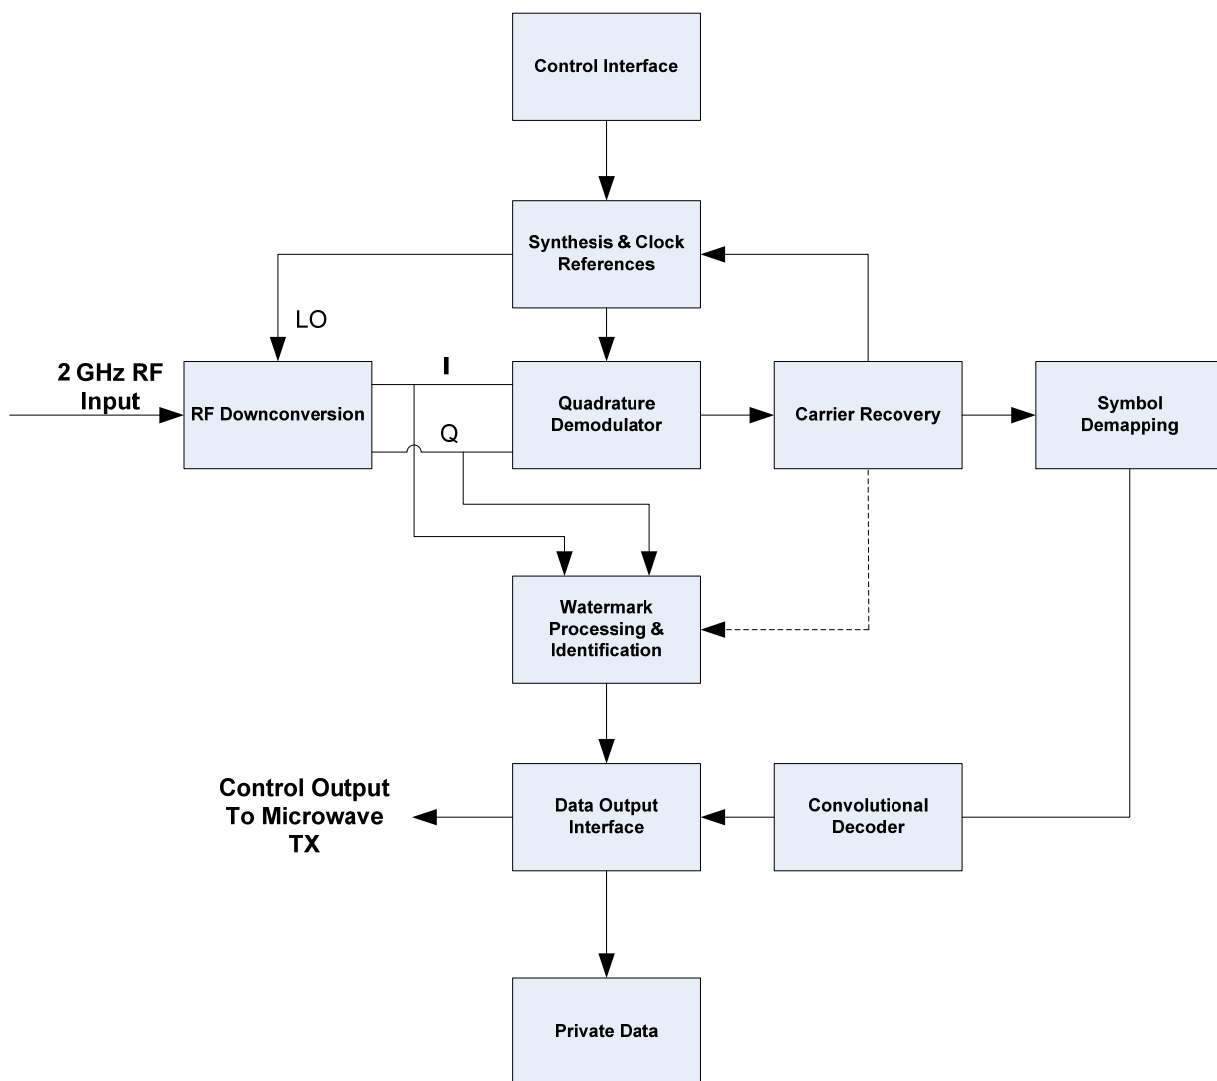 Control Interface
Synthesis & Clock
References
LO
2 GHz RF
Input
RF Downconversion
I
Q
Quadrature
Demodulator
Carrier Recovery
Symbol
Demapping
Watermark
Processing &
Identification
Control Output
To Microwave
TX
Data Output
Interface
Convolutional
Decoder
Private Data